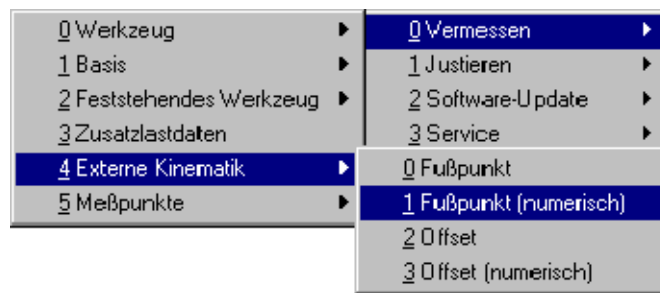 0 Werkzeug
1 Basis
2 Feststehendes Werkzeug
3 Zusatzlastdaten
4 Externe Kinematik
5 Meßpunkte
0 Vermessen
1 Justieren
2 Software-Update
3 Service
0 Fußpunkt
1 Fußpunkt (numerisch)
2 Offset
3 Offset (numerisch)